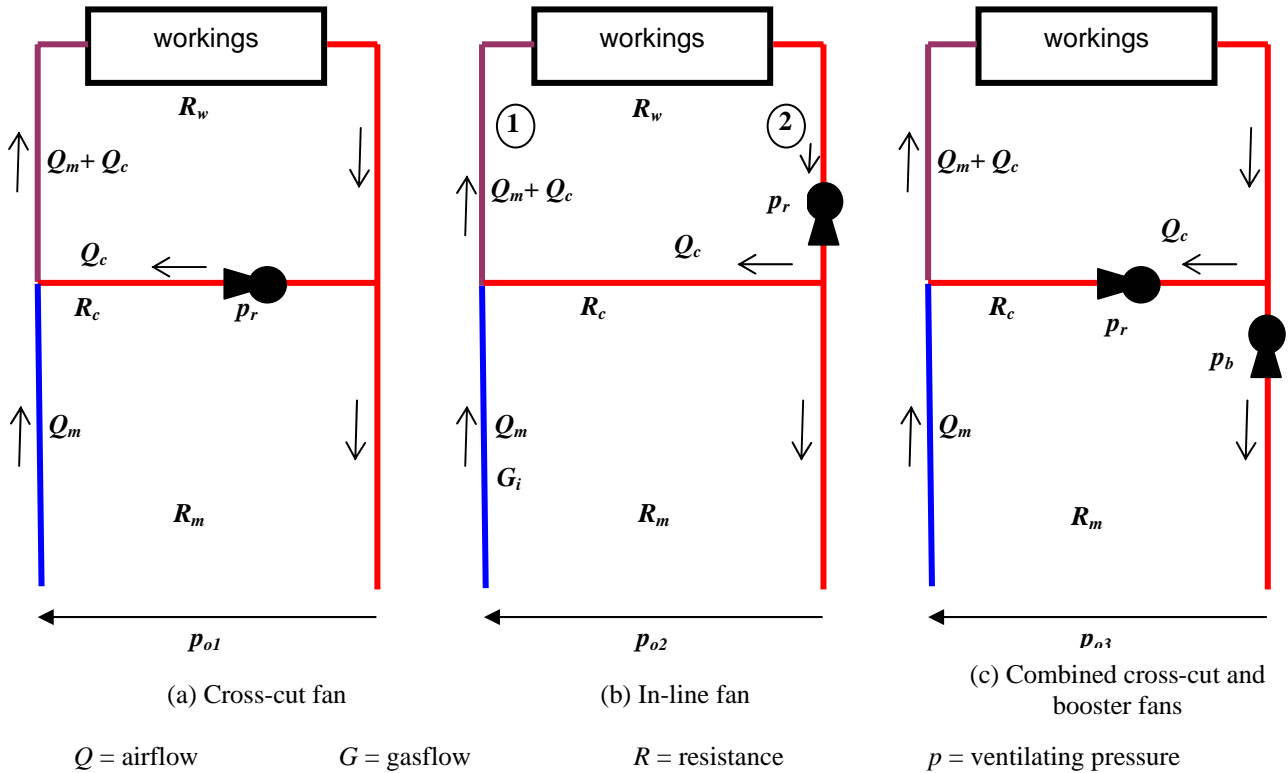 workings
R_w
Q_m + Q_c
Q_c
R_c
p_r
Q_m
R_m
p_o1
(a) Cross-cut fan
workings
R_w
1
2
Q_m + Q_c
p_r
Q_c
R_c
Q_m
G_i
R_m
p_o2
(b) In-line fan
workings
R_w
Q_m + Q_c
Q_c
R_c
p_r
p_b
Q_m
R_m
p_o3
(c) Combined cross-cut and
booster fans
Q = airflow G = gasflow R = resistance p = ventilating pressure